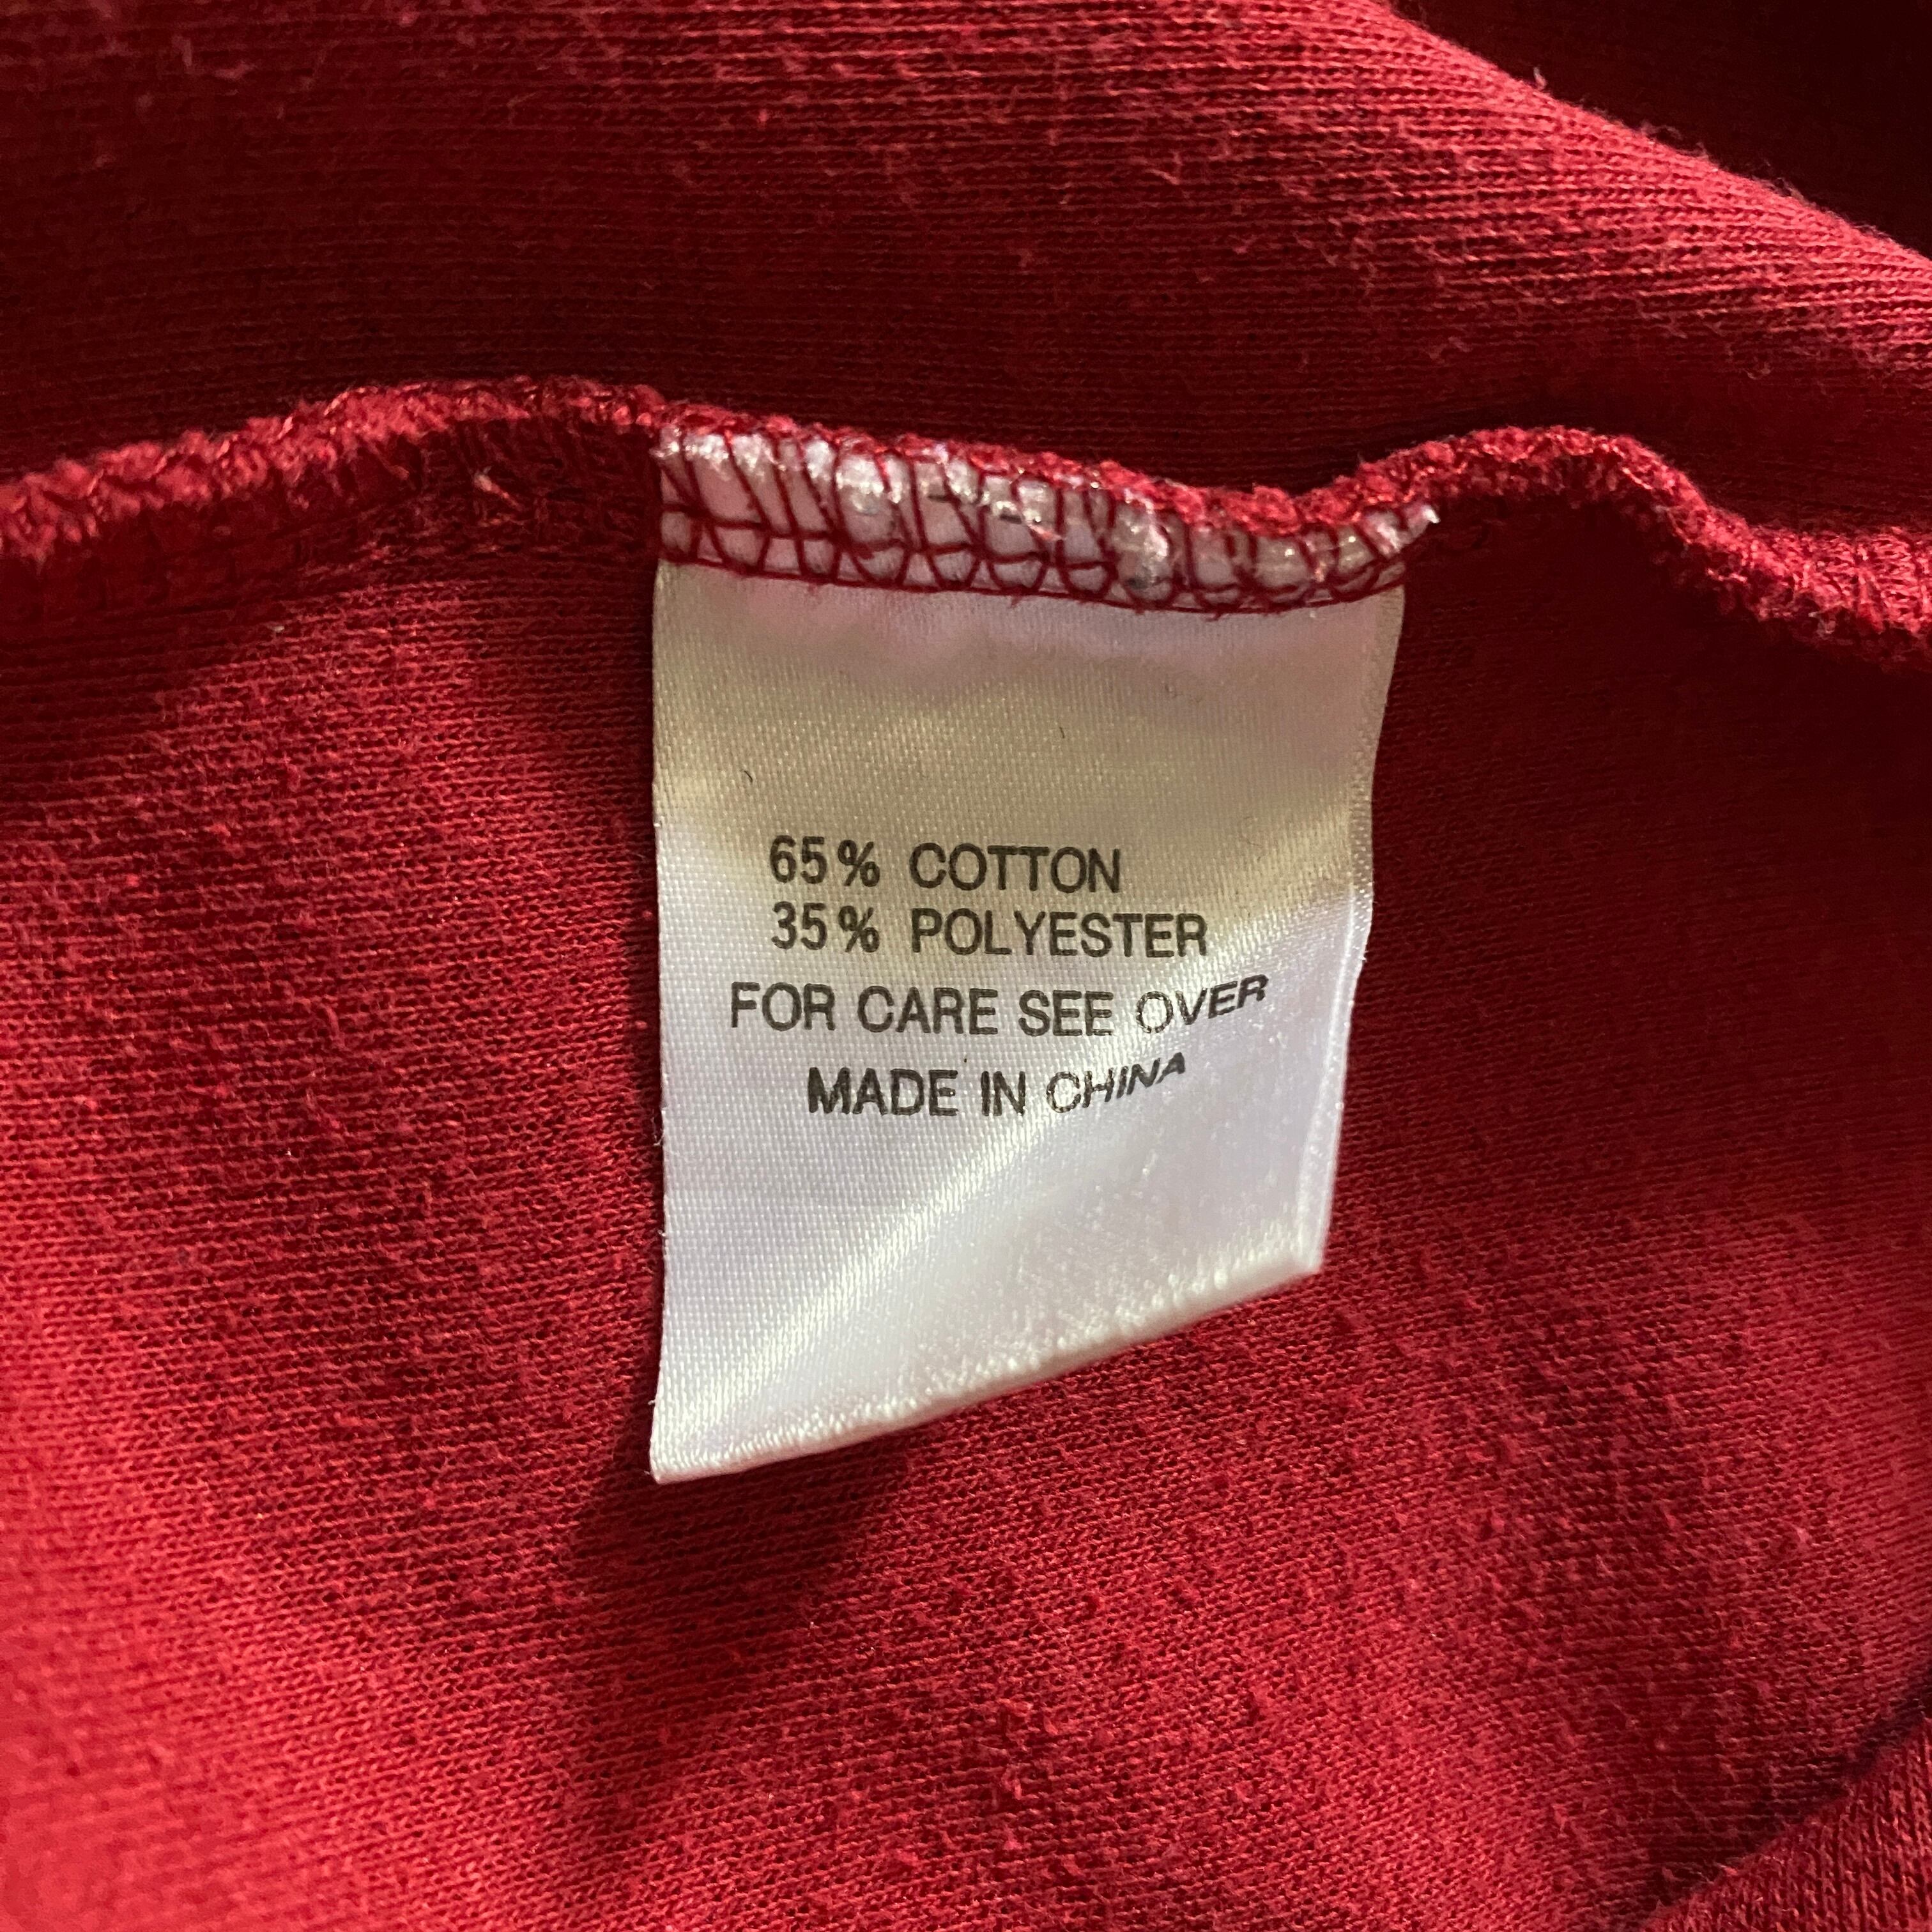 65% COTTON
35% POLYESTER
FOR CARE SEE OVER
MADE IN CHINA